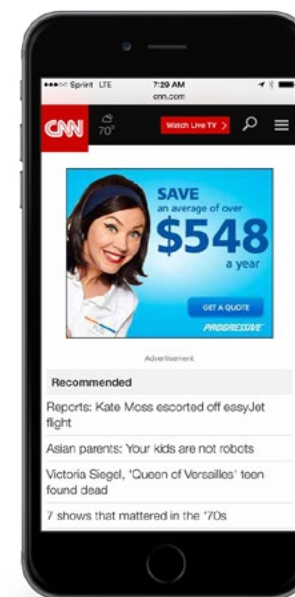 Sprint LTE 7:29 AM
cnn.com
CNN 70° Watch Live TV >
SAVE
an average of over
$548
a year
GET A QUOTE
PROGRESSIVE
Advertisement
Recommended
Reports: Kate Moss escorted off easyJet
flight
Asian parents: Your kids are not robots
Victoria Siegel, 'Queen of Versailles' teen
found dead
7 shows that mattered in the '70s